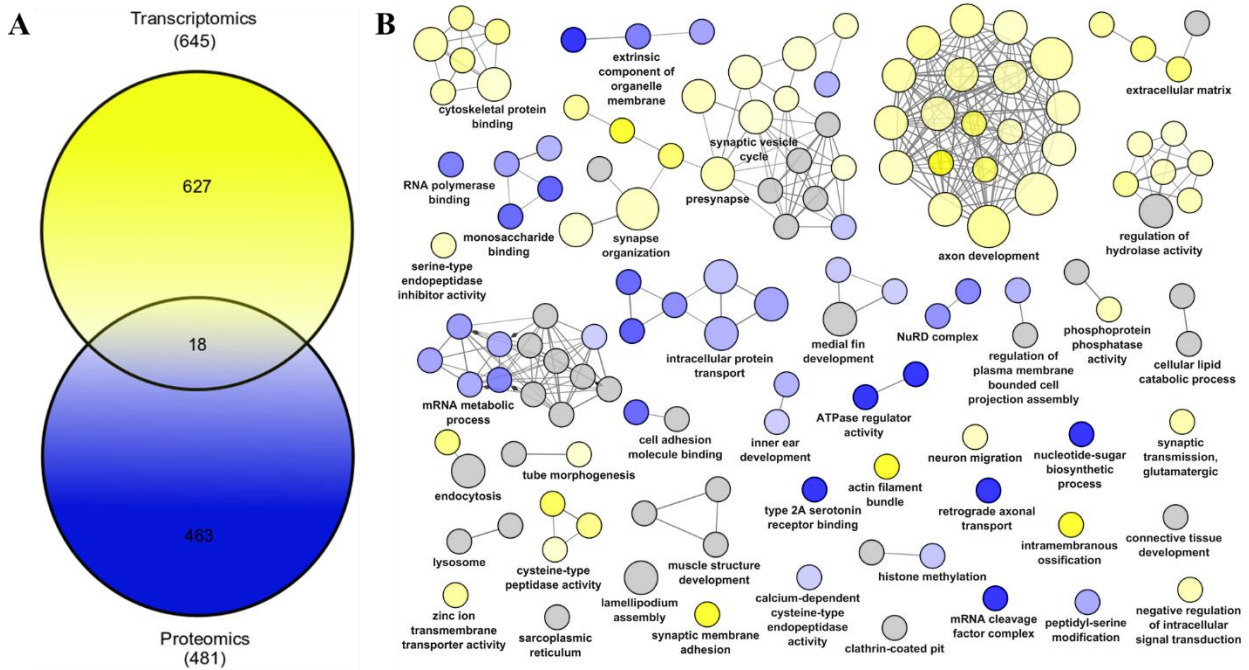 A
Transcriptomics
(645)
627
18
463
Proteomics
(481)
B
cytoskeletal protein
binding
extrinsic component of
organelle membrane
synaptic vesicle
cycle
extracellular matrix
RNA polymerase
binding
monosaccharide
binding
presynapse
synapse
organization
axon development
regulation of
hydrolase activity
serine-type
endopeptidase
inhibitor activity
mRNA metabolic
process
intracellular protein
transport
medial fin
development
NuRD complex
regulation of
plasma membrane
bounded cell
projection assembly
phosphoprotein
phosphatase
activity
cellular lipid
catabolic process
cell adhesion
molecule binding
inner ear
development
ATPase regulator
activity
endocytosis
tube morphogenesis
actin filament
bundle
neuron migration
nucleotide-sugar
biosynthetic
process
synaptic
transmission,
glutamatergic
type 2A serotonin
receptor binding
retrograde axonal
transport
lysosome
cysteine-type
peptidase activity
muscle structure
development
histone methylation
intramembranous
ossification
connective tissue
development
zinc ion
transmembrane
transporter activity
sarcoplasmic
reticulum
lamellipodium
assembly
synaptic membrane
adhesion
calcium-dependent
cysteine-type
endopeptidase
activity
clathrin-coated pit
mRNA cleavage
factor complex
peptidyl-serine
modification
negative regulation
of intracellular
signal transduction